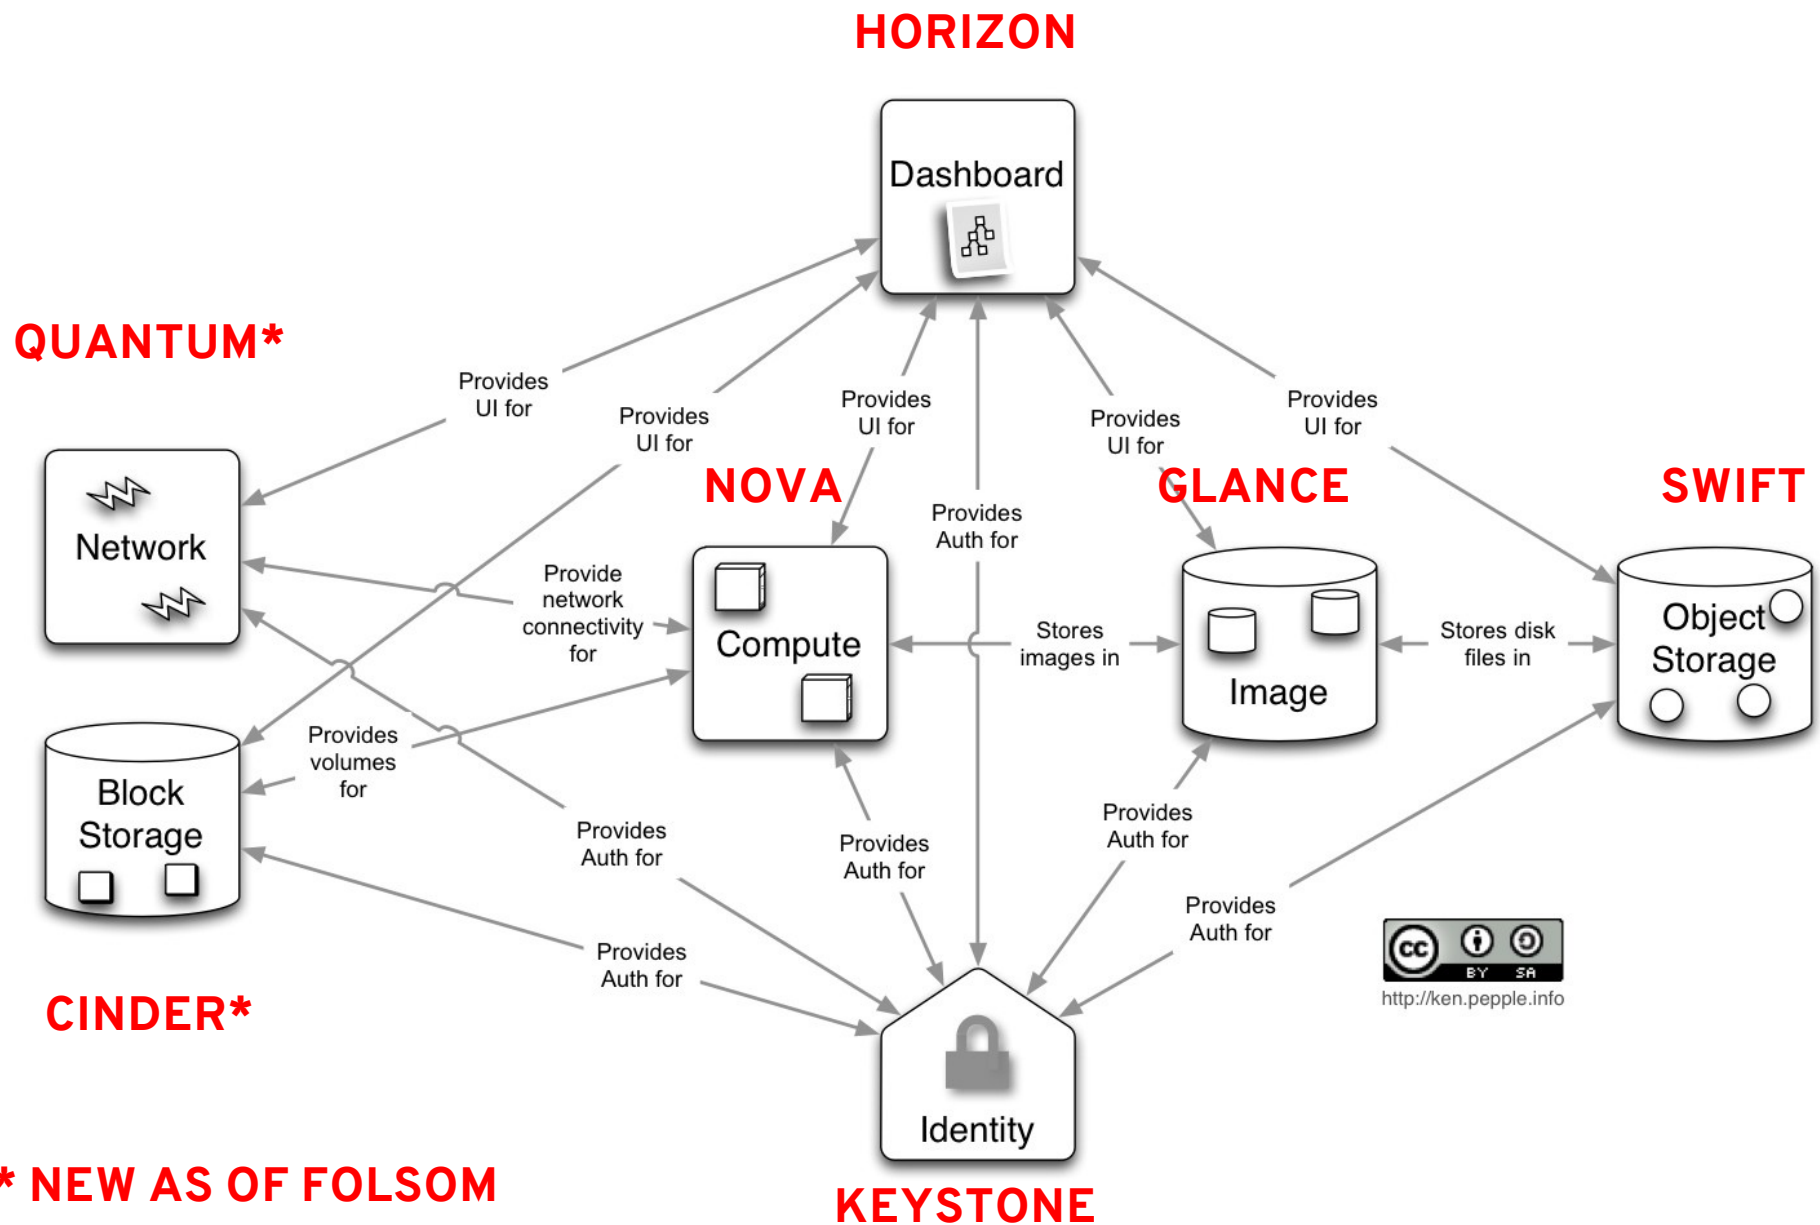 HORIZON
Dashboard
QUANTUM*
Provides
UI for
Provides
UI for
Provides
UI for
Provides
UI for
Provides
UI for
NOVA
GLANCE
SWIFT
Network
Provides
Auth for
Provide
network
connectivity
for
Compute
Stores
images in
Image
Stores disk
files in
Object
Storage
Provides
volumes
for
Block
Storage
Provides
Auth for
Provides
Auth for
Provides
Auth for
Provides
Auth for
Provides
Auth for
cc
BY SA
http://ken.pepple.info
CINDER*
Identity
* NEW AS OF FOLSOM
KEYSTONE